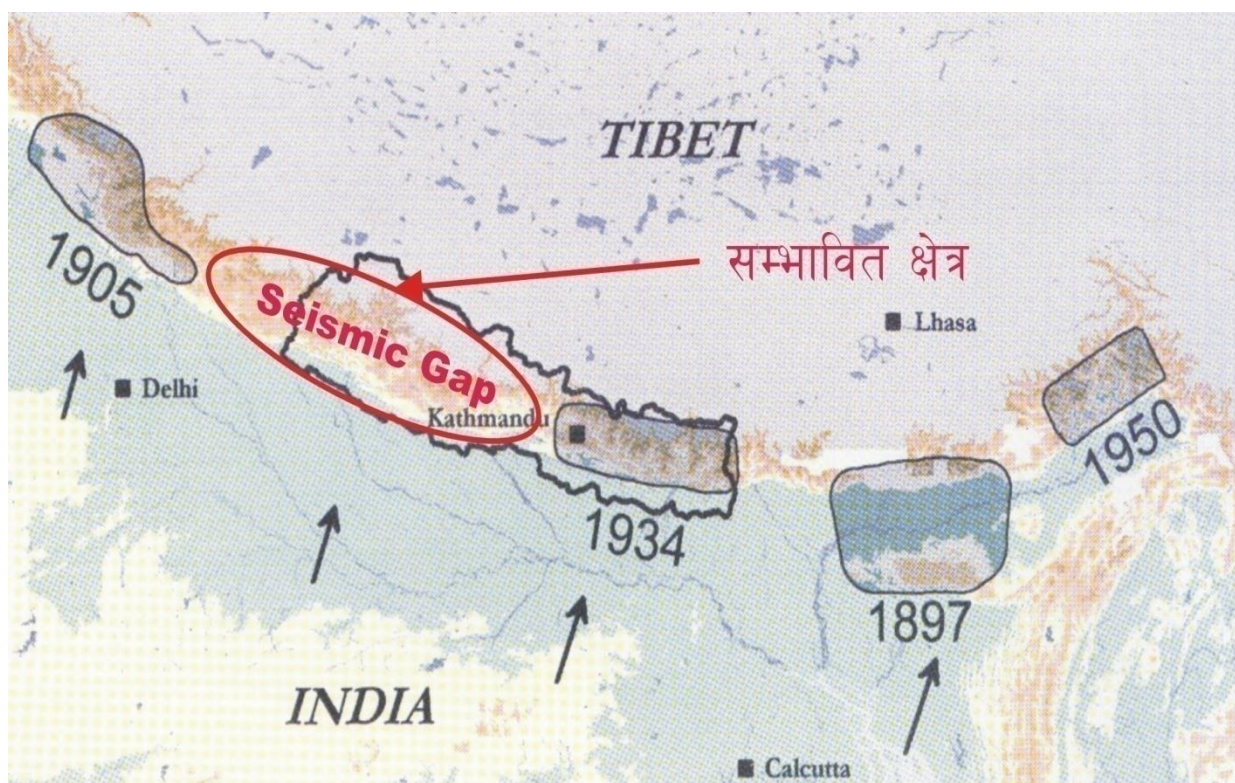 TIBET
सम्भावित क्षेत्र
1905
Seismic Gap
Lhasa
Delhi
Kathmandu
1950
1934
1897
INDIA
Calcutta